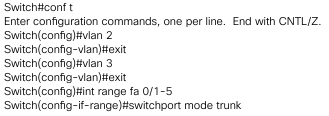 Switch#conf t
Enter configuration commands, one per line.  End with CNTL/Z.
Switch(config)#vlan 2
Switch(config-vlan)#exit
Switch(config)#vlan 3
Switch(config-vlan)#exit
Switch(config)#int range fa 0/1-5
Switch(config-if-range)#switchport mode trunk